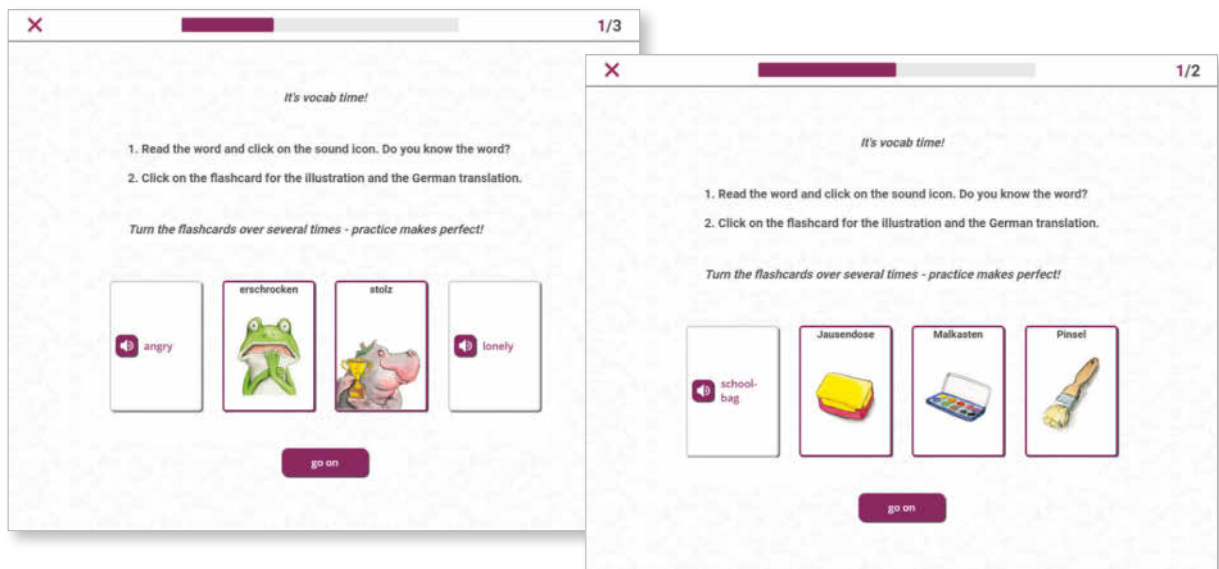 1/3
It's vocab time!
1. Read the word and click on the sound icon. Do you know the word?
2. Click on the flashcard for the illustration and the German translation.
Turn the flashcards over several times - practice makes perfect!
angry
erschrocken
stolz
lonely
go on
1/2
It's vocab time!
1. Read the word and click on the sound icon. Do you know the word?
2. Click on the flashcard for the illustration and the German translation.
Turn the flashcards over several times - practice makes perfect!
school-
bag
Jausendose
Malkasten
Pinsel
go on